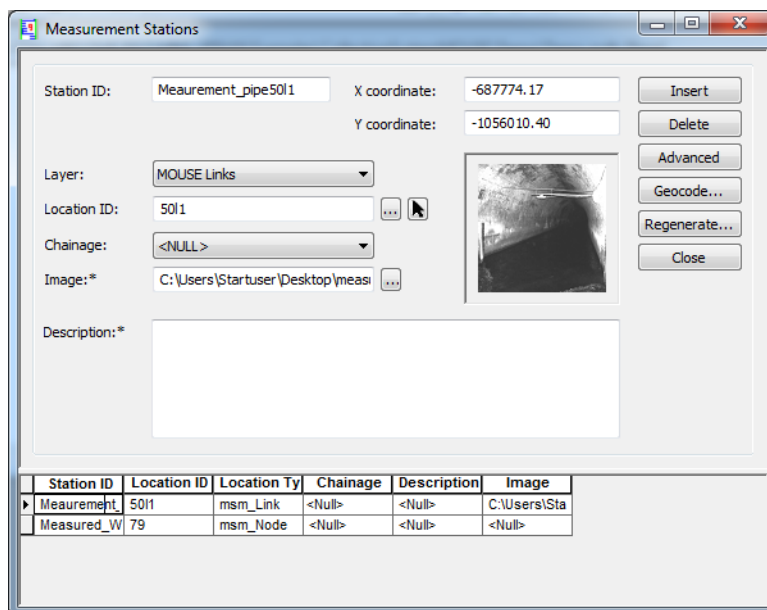 Measurement Stations
Station ID: Meaurement_pipe50l1 X coordinate: -687774.17 Insert
Y coordinate: -1056010.40 Delete
Advanced
Layer: MOUSE Links
Geocode...
Location ID: 50l1 ...
Regenerate...
Chainage: <NULL>
Close
Image:* C:\Users\Startuser\Desktop\meas ...
Description:*
Station ID Location ID Location Ty Chainage Description Image
Meaurement_ 50l1 msm_Link <Null> <Null> C:\Users\Sta
Measured_W 79 msm_Node <Null> <Null> <Null>